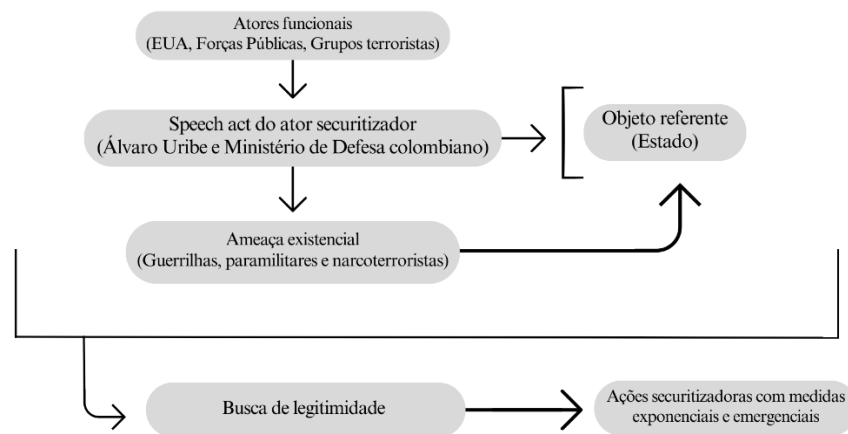 Atores funcionais
(EUA, Forças Públicas, Grupos terroristas)
Speech act do ator securitizador
(Álvaro Uribe e Ministério de Defesa colombiano)
Objeto referente
(Estado)
Ameaça existencial
(Guerrilhas, paramilitares e narcoterroristas)
Busca de legitimidade
Ações securitizadoras com medidas
exponenciais e emergenciais